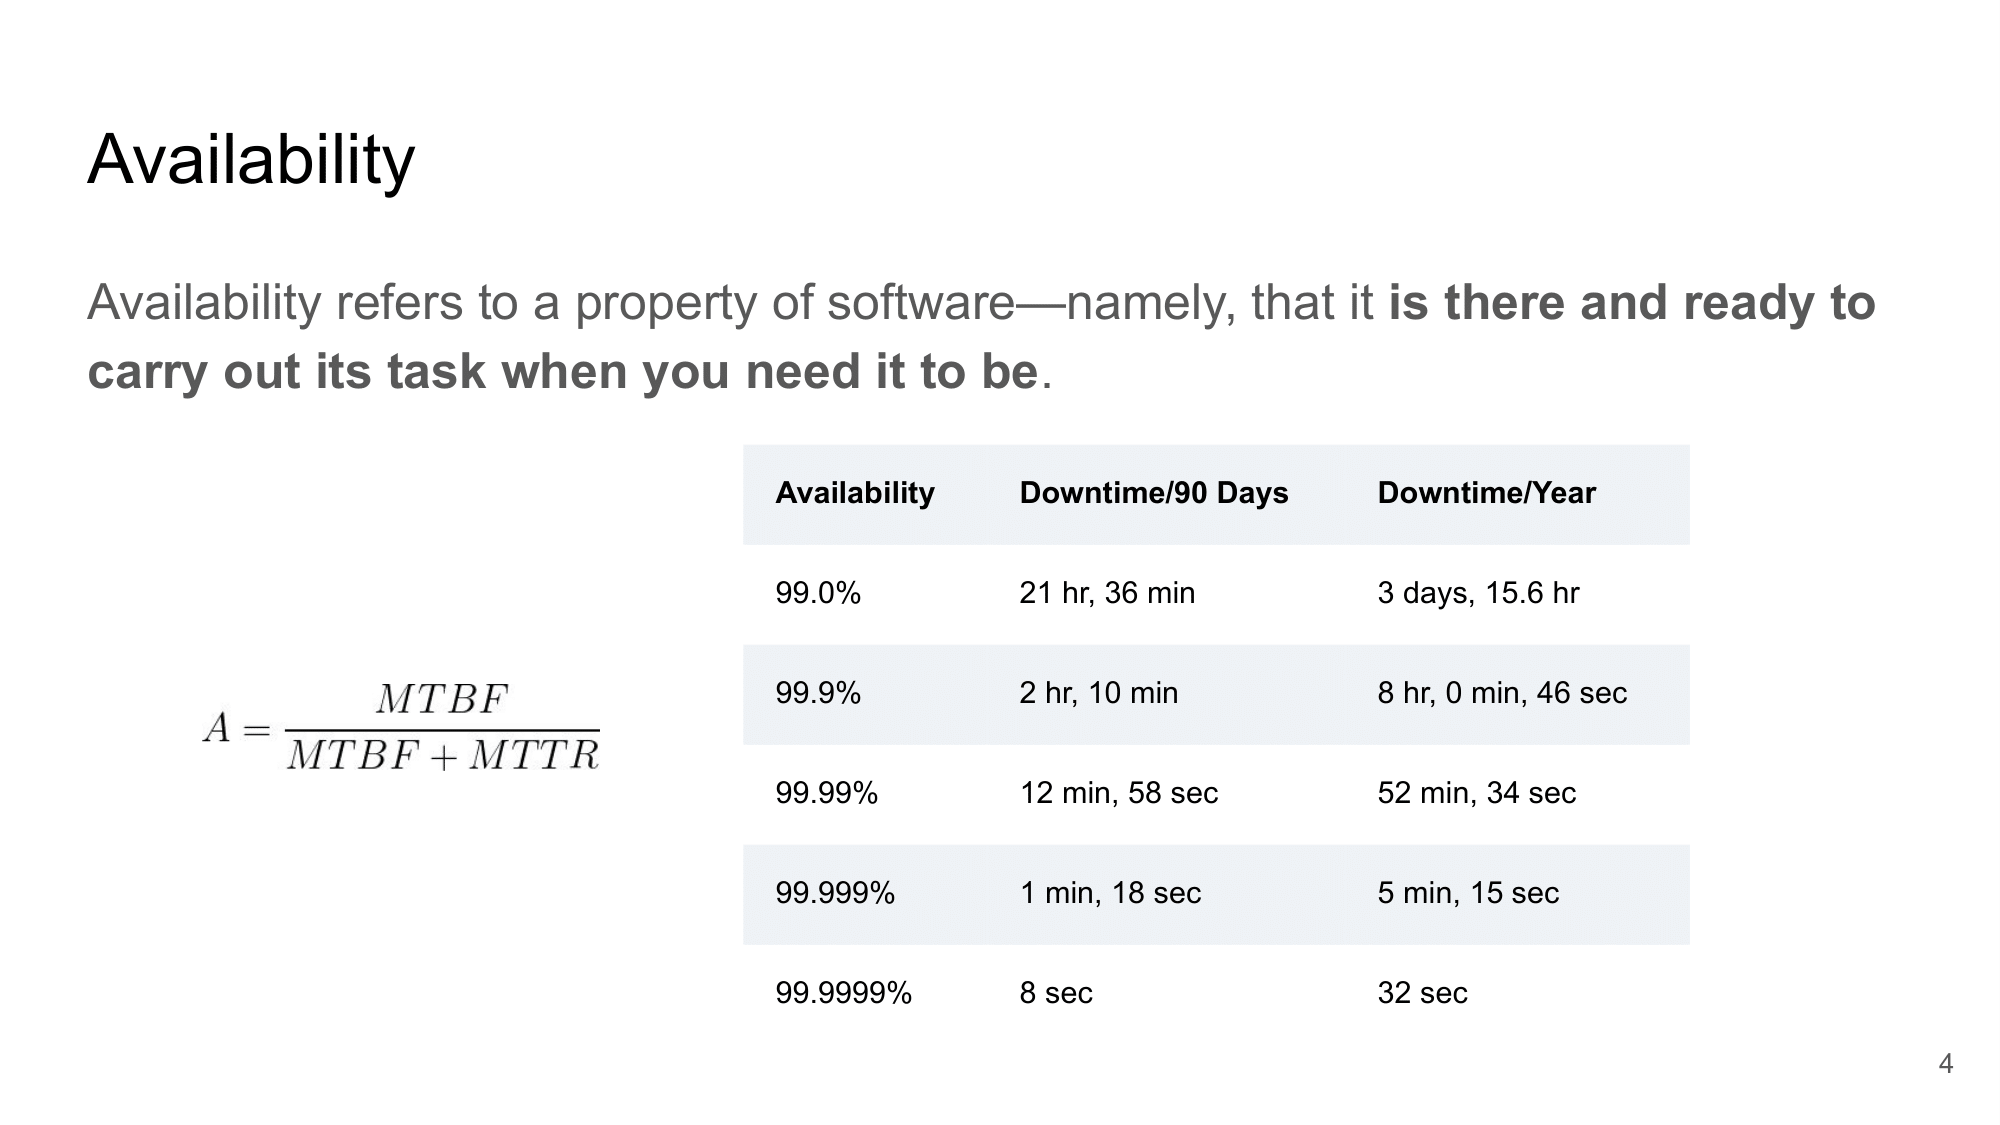 Availability
Availability refers to a property of software—namely, that it is there and ready to
carry out its task when you need it to be.
A = MTBF / MTBF + MTTR
Availability Downtime/90 Days Downtime/Year
99.0% 21 hr, 36 min 3 days, 15.6 hr
99.9% 2 hr, 10 min 8 hr, 0 min, 46 sec
99.99% 12 min, 58 sec 52 min, 34 sec
99.999% 1 min, 18 sec 5 min, 15 sec
99.9999% 8 sec 32 sec
4